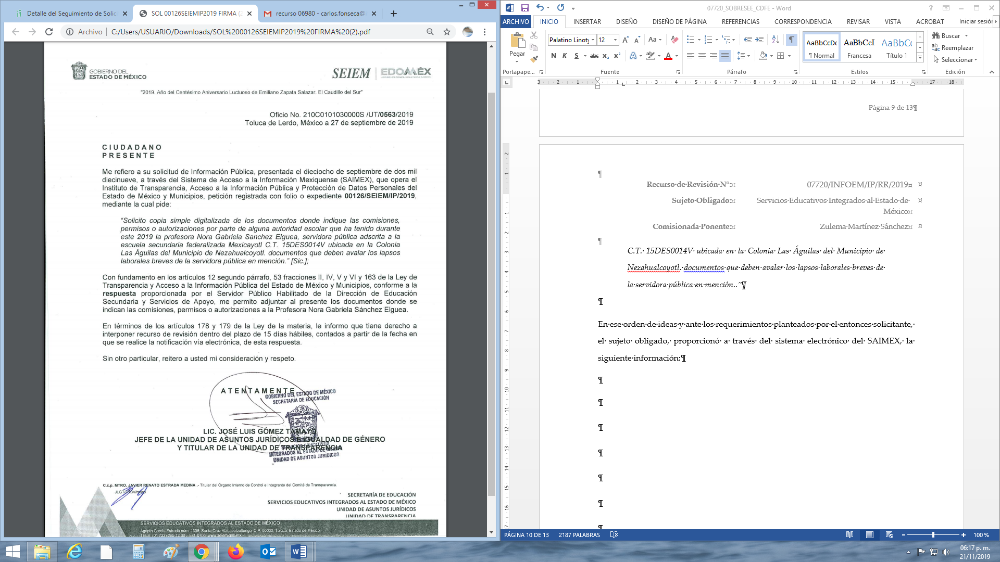 Detalle del Seguimiento de Solici
SOL 00126SEIEMIP2019 FIRMA (2
recurso 06980 - carlos.fonseca@
Archivo
C:/Users/USUARIO/Downloads/SOL%2000126SEIEMIP2019%20FIRMA%20(2).pdf
GOBIERNO DEL
ESTADO DE MÉXICO
SEIEM
EDOMÉX
"2019. Año del Centésimo Aniversario Luctuoso de Emiliano Zapata Salazar. El Caudillo del Sur"
Oficio No. 210C0101030000S /UT/0563/2019
Toluca de Lerdo, México a 27 de septiembre de 2019
C I U D A D A N O
P R E S E N T E
Me refiero a su solicitud de Información Pública, presentada el dieciocho de septiembre de dos mil
diecinueve, a través del Sistema de Acceso a la Información Mexiquense (SAIMEX), que opera el
Instituto de Transparencia, Acceso a la Información Pública y Protección de Datos Personales del
Estado de México y Municipios, petición registrada con folio o expediente 00126/SEIEM/IP/2019,
mediante la cual pide:
“Solicito copia simple digitalizada de los documentos donde indique las comisiones,
permisos o autorizaciones por parte de alguna autoridad escolar que ha tenido durante
este 2019 la profesora Nora Gabriela Sanchez Elguea, servidora pública adscrita a la
escuela secundaria federalizada Mexicayotl C.T. 15DES0014V ubicada en la Colonia
Las Águilas del Municipio de Nezahualcoyotl. documentos que deben avalar los lapsos
laborales breves de la servidora pública en mención.” [Sic.];
Con fundamento en los artículos 12 segundo párrafo, 53 fracciones II, IV, V y VI y 163 de la Ley de
Transparencia y Acceso a la Información Pública del Estado de México y Municipios, conforme a la
respuesta proporcionada por el Servidor Público Habilitado de la Dirección de Educación
Secundaria y Servicios de Apoyo, me permito adjuntar al presente los documentos donde se
indican las comisiones, permisos o autorizaciones a la Profesora Nora Gabriela Sánchez Elguea.
En términos de los artículos 178 y 179 de la Ley de la materia, le informo que tiene derecho a
interponer recurso de revisión dentro del plazo de 15 días hábiles, contados a partir de la fecha en
que se realice la notificación vía electrónica, de esta respuesta.
Sin otro particular, reitero a usted mi consideración y respeto.
A T E N T A M E N T E
GOBIERNO DEL ESTADO DE MÉXICO
SECRETARÍA DE EDUCACIÓN
LIC. JOSÉ LUIS GÓMEZ TAMAYO
JEFE DE LA UNIDAD DE ASUNTOS JURÍDICOS E IGUALDAD DE GÉNERO
Y TITULAR DE LA UNIDAD DE TRANSPARENCIA
SERVICIOS EDUCATIVOS
INTEGRADOS AL ESTADO DE MÉXICO
UNIDAD DE ASUNTOS JURÍDICOS
C.c.p. MTRO. JAVIER RENATO ESTRADA MEDINA .- Titular del Órgano Interno de Control e Integrante del Comité de Transparencia.
SECRETARÍA DE EDUCACIÓN
SERVICIOS EDUCATIVOS INTEGRADOS AL ESTADO DE MÉXICO
UNIDAD DE ASUNTOS JURÍDICOS
UNIDAD DE TRANSPARENCIA
SERVICIOS EDUCATIVOS INTEGRADOS AL ESTADO DE MÉXICO
Agripín García Estrada núm. 1306, Santa Cruz Atzcapotzaltongo, C.P. 50030, Toluca, Estado de México
TELS. (01 722) 265 12 00 , Ext. 0706 www.seiem.gob.mx
07720_SOBRESEE_CDFE - Word
ARCHIVO INICIO INSERTAR DISEÑO DISEÑO DE PÁGINA REFERENCIAS CORRESPONDENCIA REVISAR VISTA ACROBAT Iniciar sesión
Pegar
Palatino Linoty 12
N K S abc x₂ x² A A
Portapape... Fuente Párrafo Estilos Edición
AaBbCcDc AaBbCcI AaBbCc
¶ Normal Francesa Título 1
Buscar
Reemplazar
Seleccionar
3 2 1 1 2 3 4 5 6 7 8 9 10 11 12 13 14 15 17 18
Página·9·de·13¶
¶
Recurso·de·Revisión·N°:¤ 07720/INFOEM/IP/RR/2019¤ ¤
Sujeto·Obligado:¤ Servicios·Educativos·Integrados·al·Estado·de· ¤
México¤
Comisionada·Ponente:¤ Zulema·Martínez·Sánchez¤ ¤
¶
C.T.· 15DES0014V· ubicada· en· la· Colonia· Las· Águilas· del· Municipio· de·
Nezahualcoyotl.·documentos·que·deben·avalar·los·lapsos·laborales·breves·de·
la·servidora·pública·en·mención..”¶
¶
En·ese·orden·de·ideas·y·ante·los·requerimientos·planteados·por·el·entonces·solicitante,·
el· sujeto· obligado,· proporcionó· a· través· del· sistema· electrónico· del· SAIMEX,· la·
siguiente·información:¶
¶
¶
¶
¶
¶
¶
¶
PÁGINA 10 DE 13 2187 PALABRAS
100 %
06:17 p. m.
21/11/2019